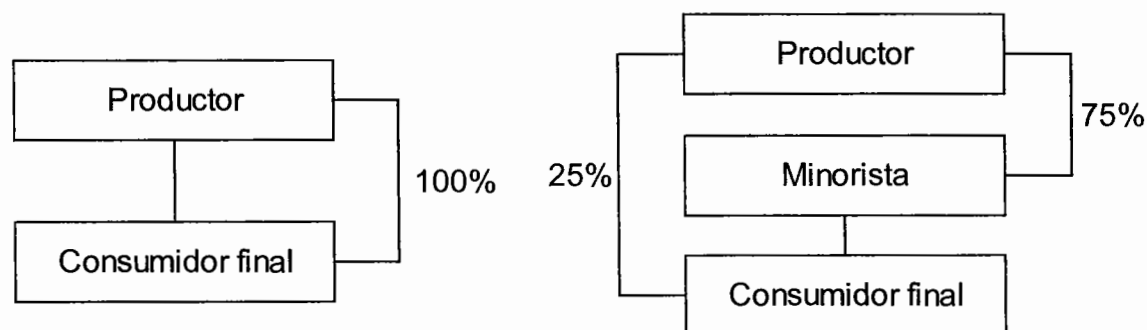 Productor
100%
Consumidor final
Productor
75%
25%
Minorista
Consumidor final